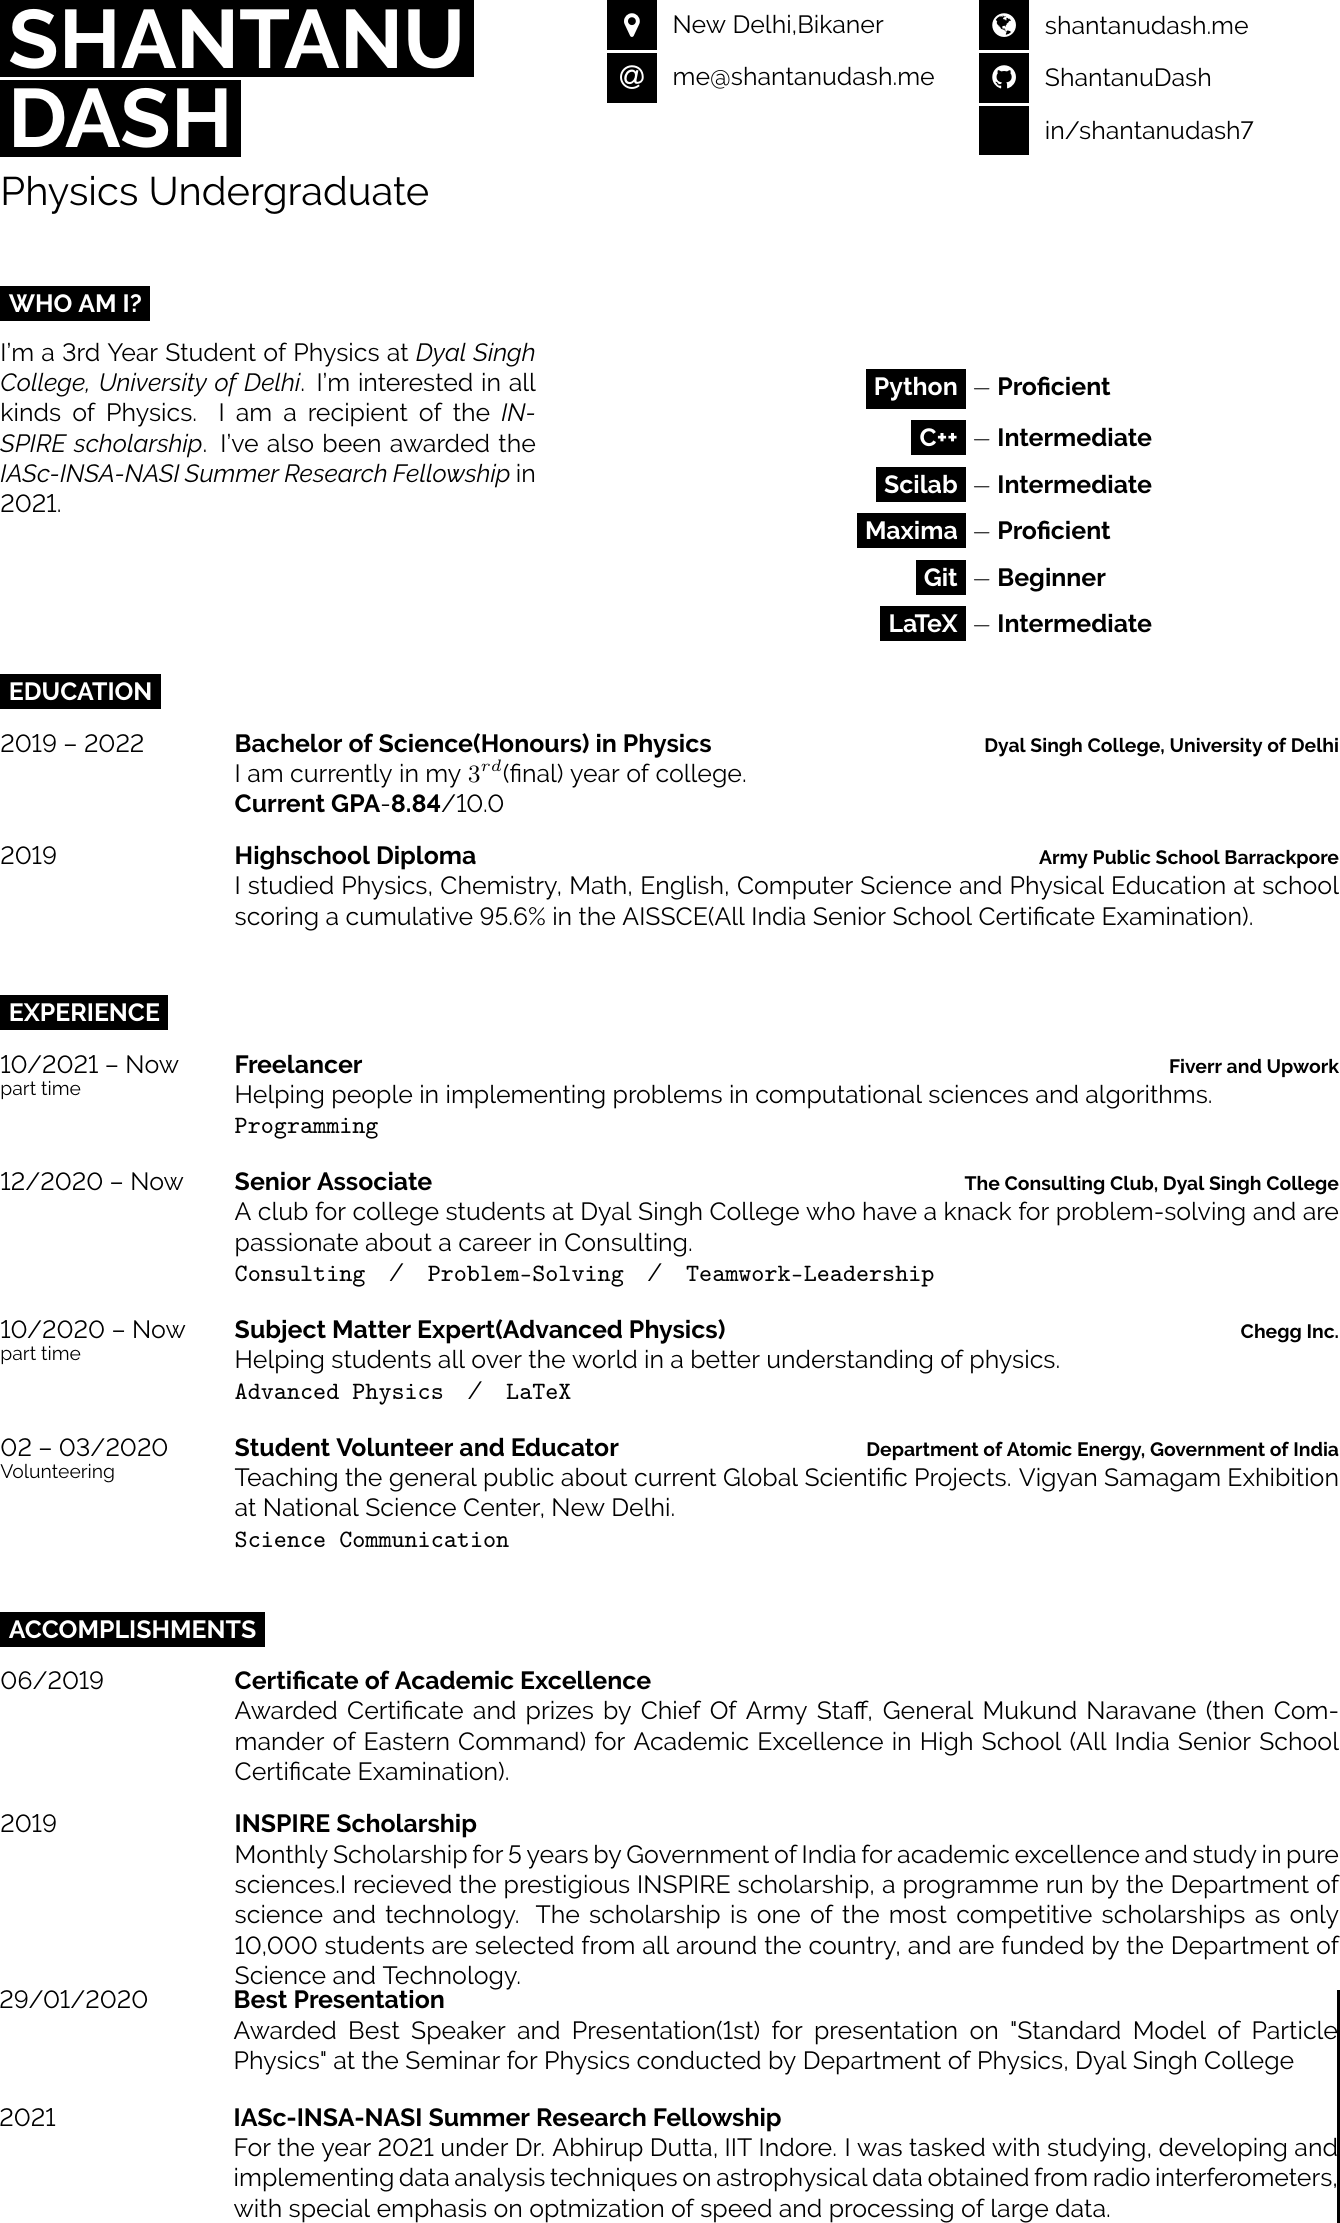 SHANTANU
DASH
Physics Undergraduate
New Delhi,Bikaner
me@shantanudash.me
shantanudash.me
ShantanuDash
in/shantanudash7
WHO AM I?
I'm a 3rd Year Student of Physics at Dyal Singh
College, University of Delhi. I'm interested in all
kinds of Physics. I am a recipient of the IN-
SPIRE scholarship. I've also been awarded the
IASc-INSA-NASI Summer Research Fellowship in
2021.
Python – Proficient
C++ – Intermediate
Scilab – Intermediate
Maxima – Proficient
Git – Beginner
LaTeX – Intermediate
EDUCATION
2019 – 2022 Bachelor of Science(Honours) in Physics Dyal Singh College, University of Delhi
I am currently in my 3rd(final) year of college.
Current GPA-8.84/10.0
2019 Highschool Diploma Army Public School Barrackpore
I studied Physics, Chemistry, Math, English, Computer Science and Physical Education at school
scoring a cumulative 95.6% in the AISSCE(All India Senior School Certificate Examination).
EXPERIENCE
10/2021 – Now Freelancer Fiverr and Upwork
part time Helping people in implementing problems in computational sciences and algorithms.
Programming
12/2020 – Now Senior Associate The Consulting Club, Dyal Singh College
A club for college students at Dyal Singh College who have a knack for problem-solving and are
passionate about a career in Consulting.
Consulting / Problem-Solving / Teamwork-Leadership
10/2020 – Now Subject Matter Expert(Advanced Physics) Chegg Inc.
part time Helping students all over the world in a better understanding of physics.
Advanced Physics / LaTeX
02 – 03/2020 Student Volunteer and Educator Department of Atomic Energy, Government of India
Volunteering Teaching the general public about current Global Scientific Projects. Vigyan Samagam Exhibition
at National Science Center, New Delhi.
Science Communication
ACCOMPLISHMENTS
06/2019 Certificate of Academic Excellence
Awarded Certificate and prizes by Chief Of Army Staff, General Mukund Naravane (then Com-
mander of Eastern Command) for Academic Excellence in High School (All India Senior School
Certificate Examination).
2019 INSPIRE Scholarship
Monthly Scholarship for 5 years by Government of India for academic excellence and study in pure
sciences.I recieved the prestigious INSPIRE scholarship, a programme run by the Department of
science and technology. The scholarship is one of the most competitive scholarships as only
10,000 students are selected from all around the country, and are funded by the Department of
Science and Technology.
29/01/2020 Best Presentation
Awarded Best Speaker and Presentation(1st) for presentation on "Standard Model of Particle
Physics" at the Seminar for Physics conducted by Department of Physics, Dyal Singh College
2021 IASc-INSA-NASI Summer Research Fellowship
For the year 2021 under Dr. Abhirup Dutta, IIT Indore. I was tasked with studying, developing and
implementing data analysis techniques on astrophysical data obtained from radio interferometers,
with special emphasis on optmization of speed and processing of large data.